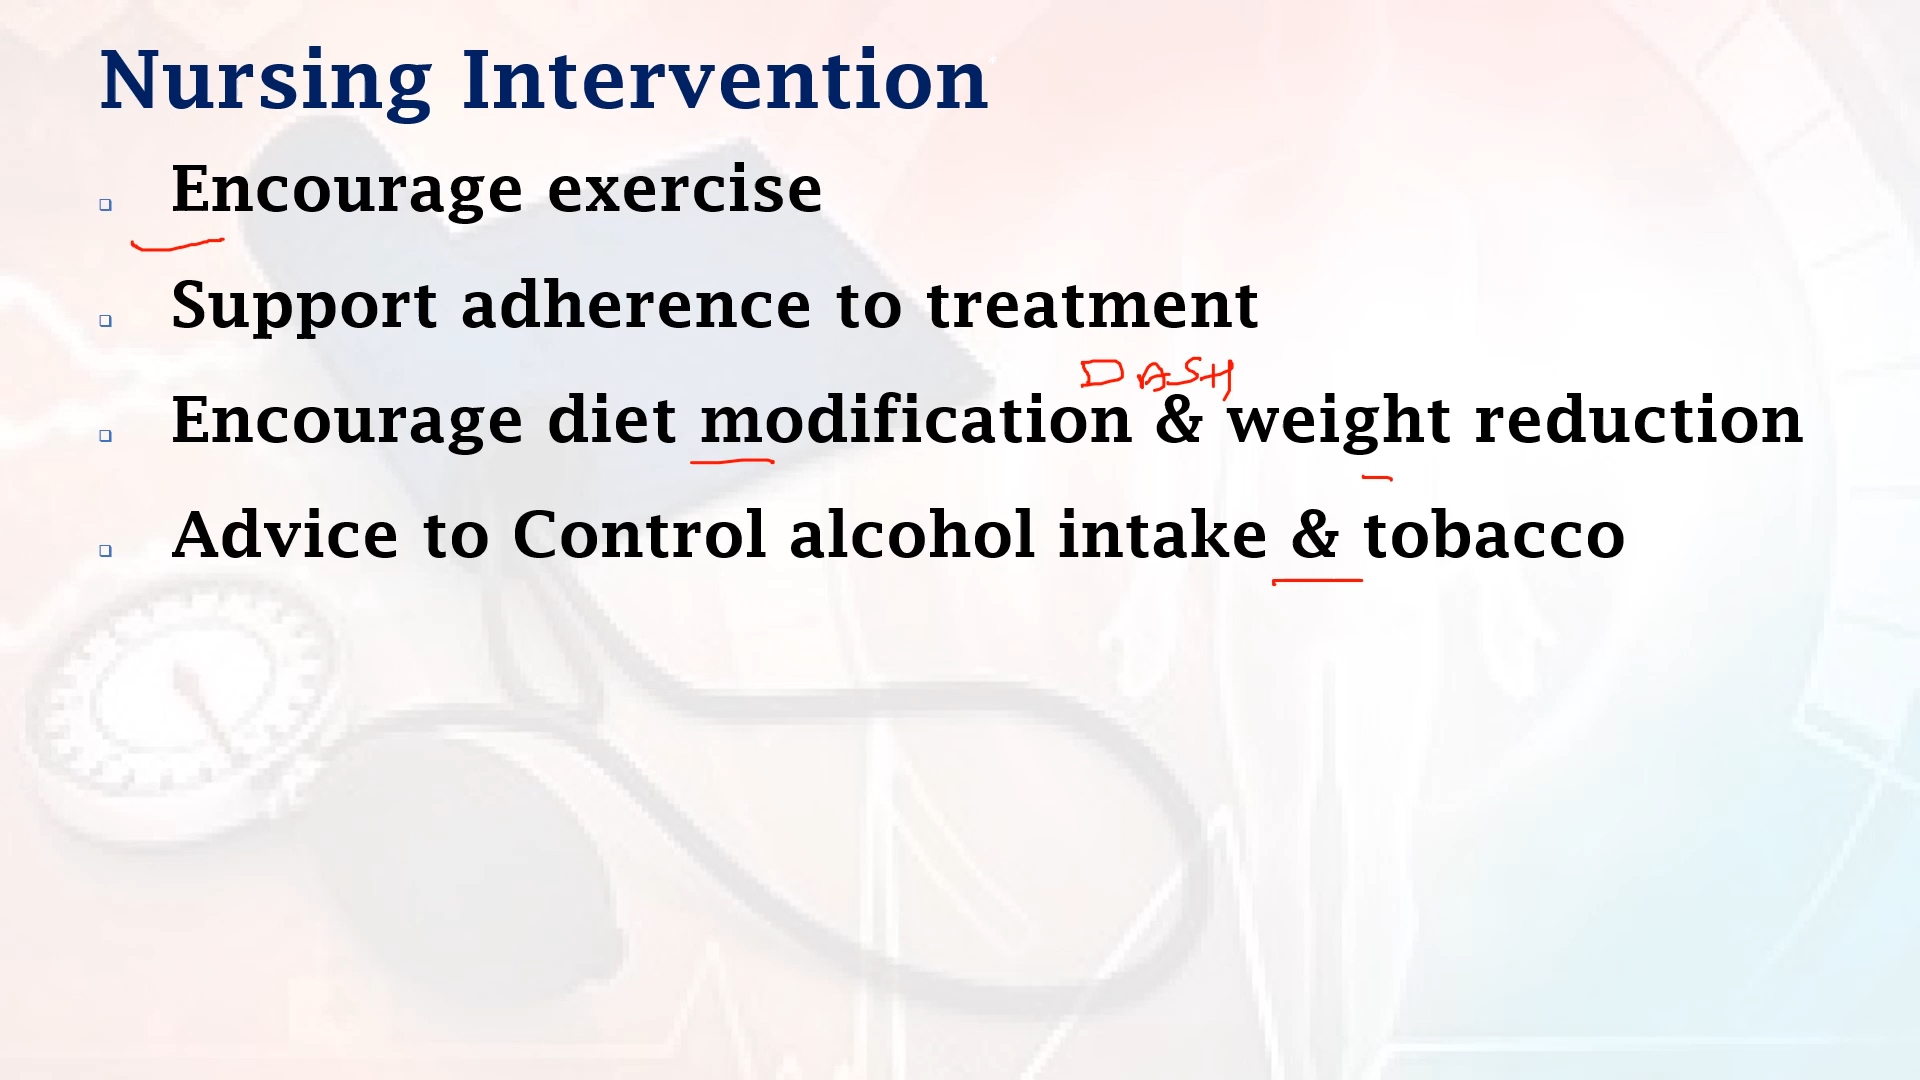 Nursing Intervention
❑ Encourage exercise
❑ Support adherence to treatment
DASH
❑ Encourage diet modification & weight reduction
❑ Advice to Control alcohol intake & tobacco